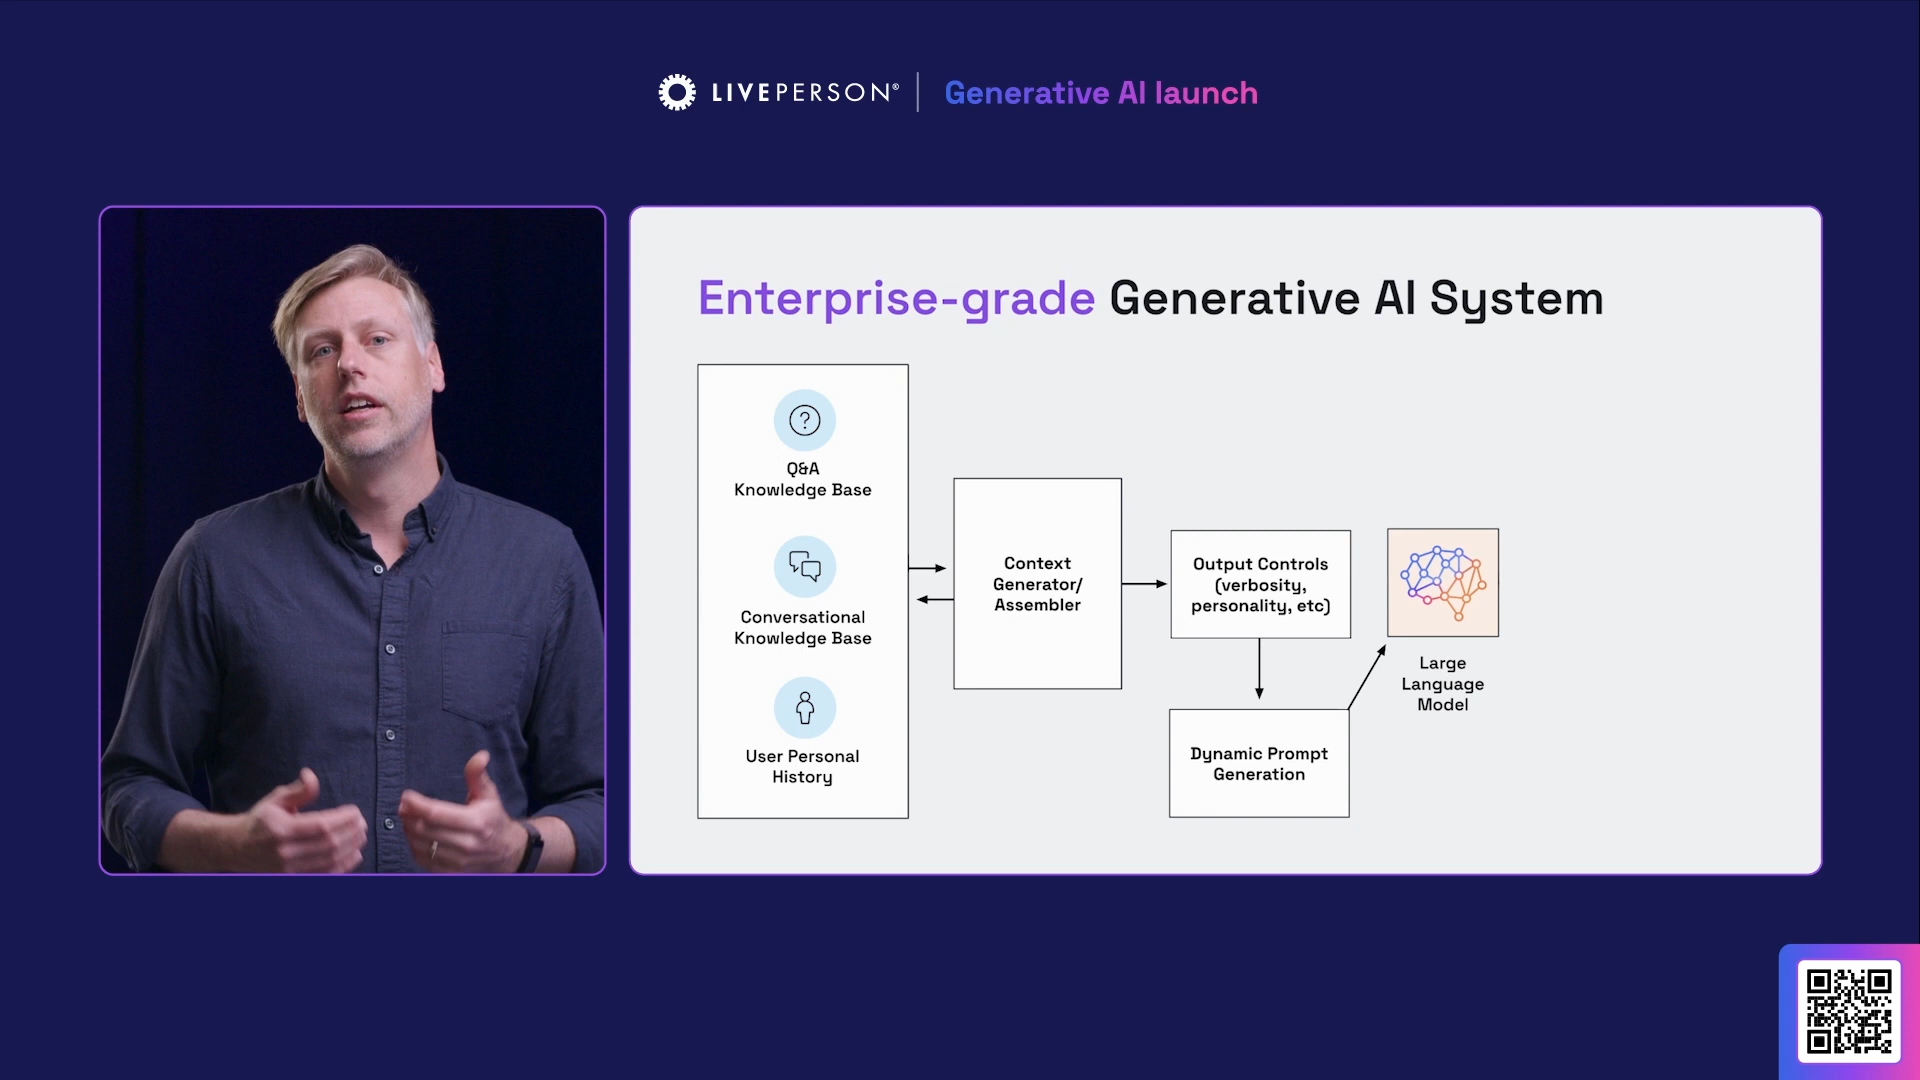 LIVEPERSON® | Generative AI launch
Enterprise-grade Generative AI System
Q&A
Knowledge Base
Conversational
Knowledge Base
User Personal
History
Context
Generator/
Assembler
Output Controls
(verbosity,
personality, etc)
Dynamic Prompt
Generation
Large
Language
Model